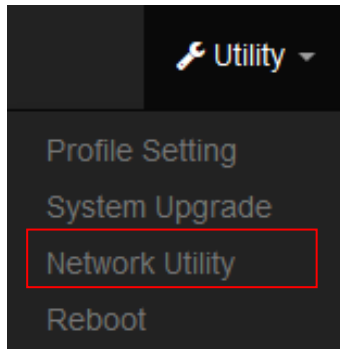 Utility
Profile Setting
System Upgrade
Network Utility
Reboot